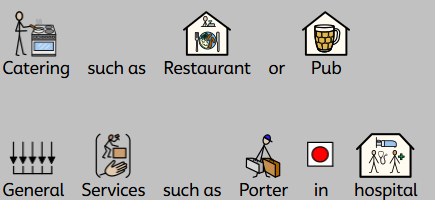 Catering such as Restaurant or Pub
General Services such as Porter in hospital